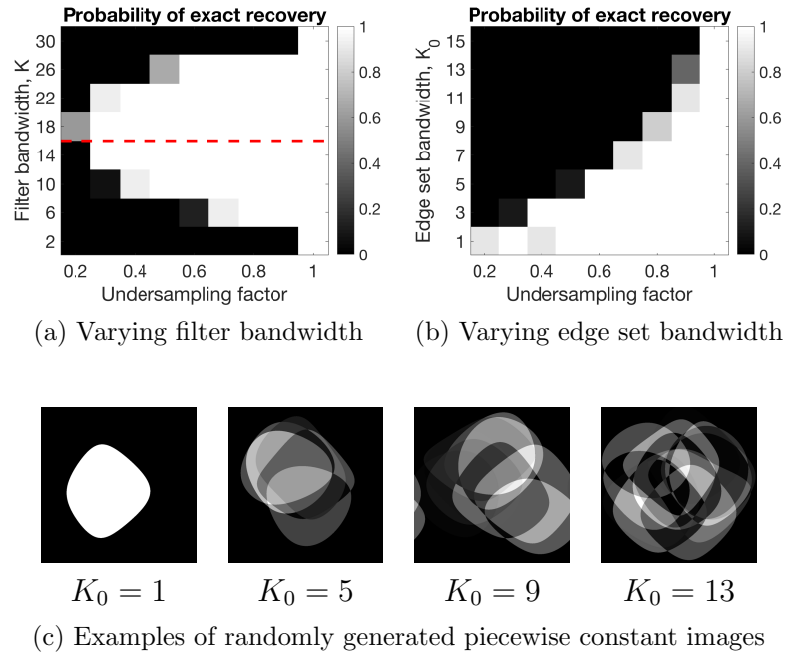 Probability of exact recovery
Filter bandwidth, K
30
26
22
18
14
10
6
2
0.2 0.4 0.6 0.8 1
Undersampling factor
1
0.8
0.6
0.4
0.2
0
(a) Varying filter bandwidth
Probability of exact recovery
Edge set bandwidth, K0
15
13
11
9
7
5
3
1
0.2 0.4 0.6 0.8 1
Undersampling factor
1
0.8
0.6
0.4
0.2
0
(b) Varying edge set bandwidth
K0 = 1
K0 = 5
K0 = 9
K0 = 13
(c) Examples of randomly generated piecewise constant images